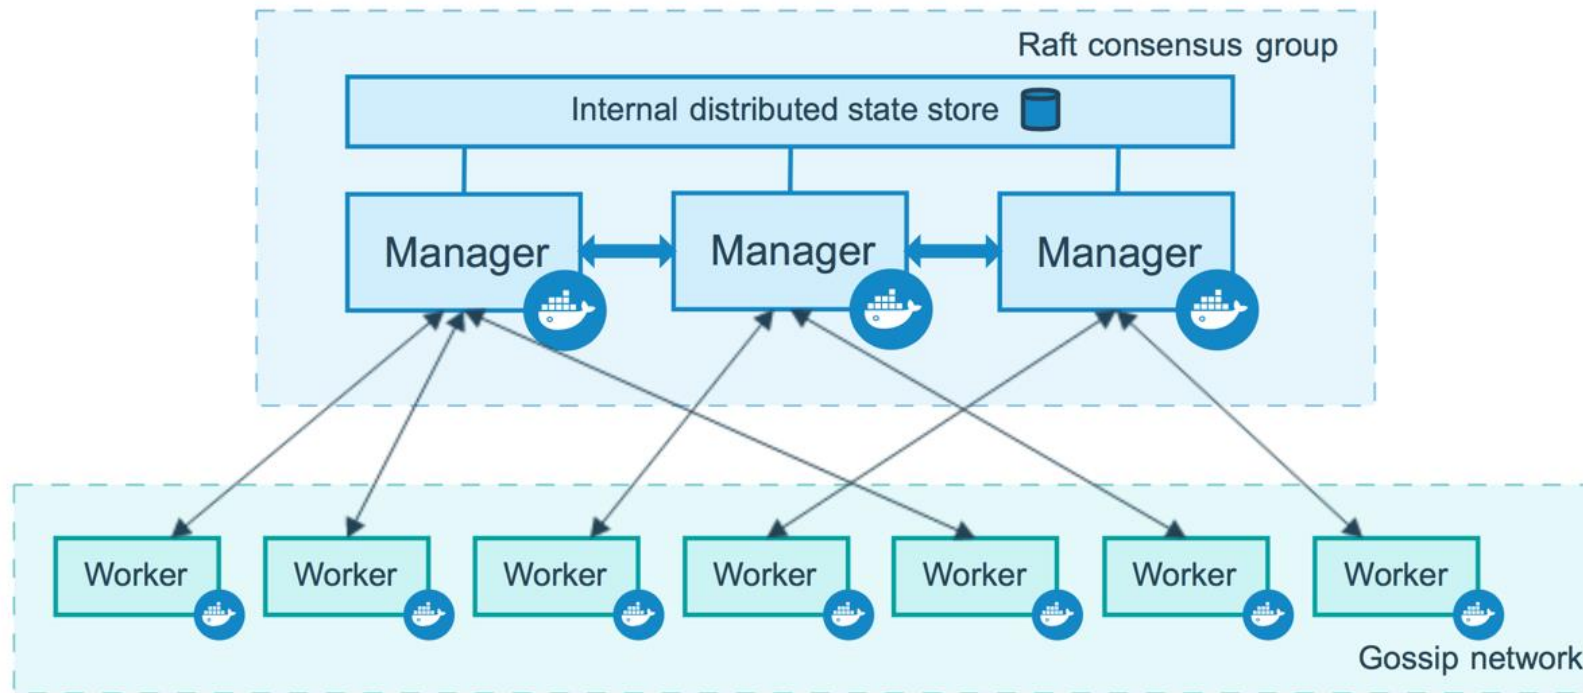 Raft consensus group
Internal distributed state store
Manager
Manager
Manager
Worker
Worker
Worker
Worker
Worker
Worker
Worker
Gossip network